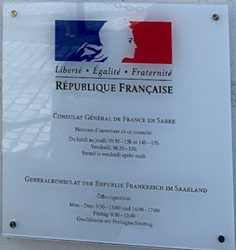 Liberté • Égalité • Fraternité
RÉPUBLIQUE FRANÇAISE
CONSULAT GÉNÉRAL DE FRANCE EN SARRE
Horaires d'ouverture de ce consulat:
Du lundi au jeudi: 9h30 - 13h et 14h - 17h
Vendredi: 9h30 - 13h
Fermé le vendredi après-midi
GENERALKONSULAT DER REPUBLIK FRANKREICH IM SAARLAND
Öffnungszeiten:
Mon - Don: 9:30 - 13:00 und 14:00 - 17:00
Freitag: 9:30 - 13:00
Geschlossen am Freitagnachmittag